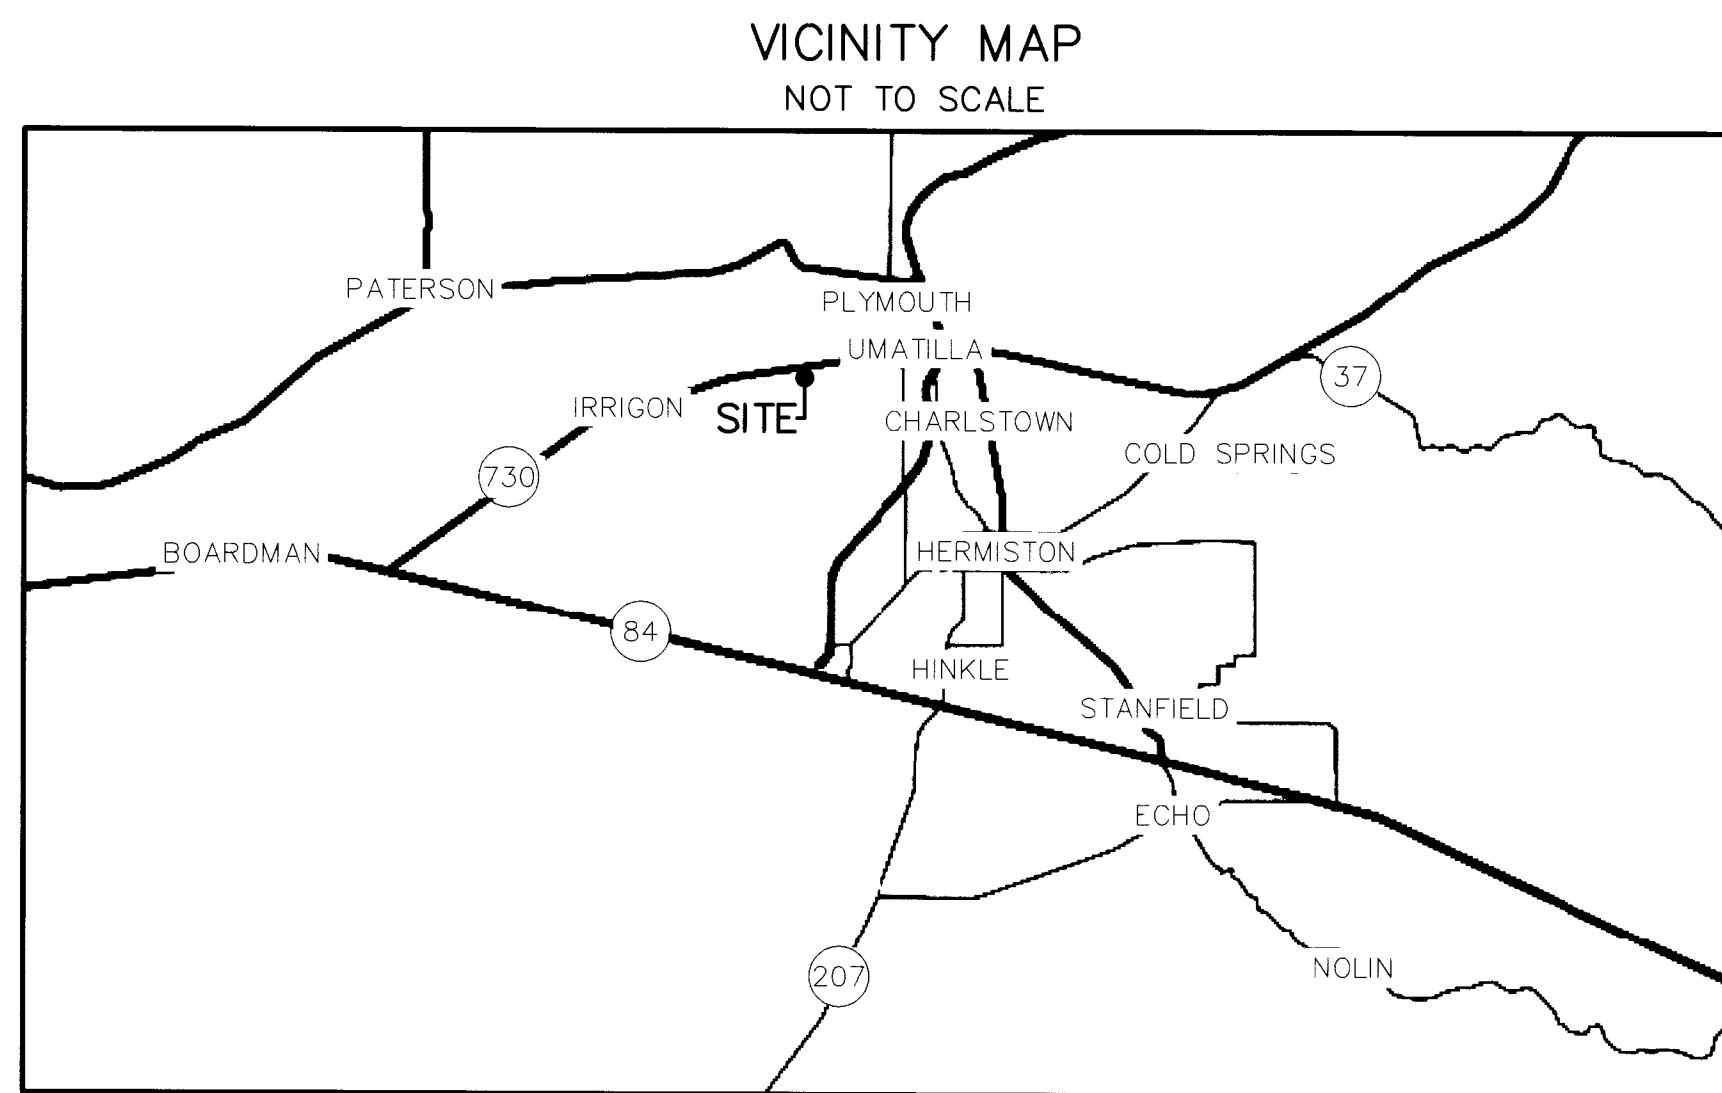 VICINITY MAP
NOT TO SCALE
PATERSON
PLYMOUTH
UMATILLA
37
IRRIGON
SITE
CHARLSTOWN
COLD SPRINGS
730
BOARDMAN
HERMISTON
84
HINKLE
STANFIELD
ECHO
NOLIN
207